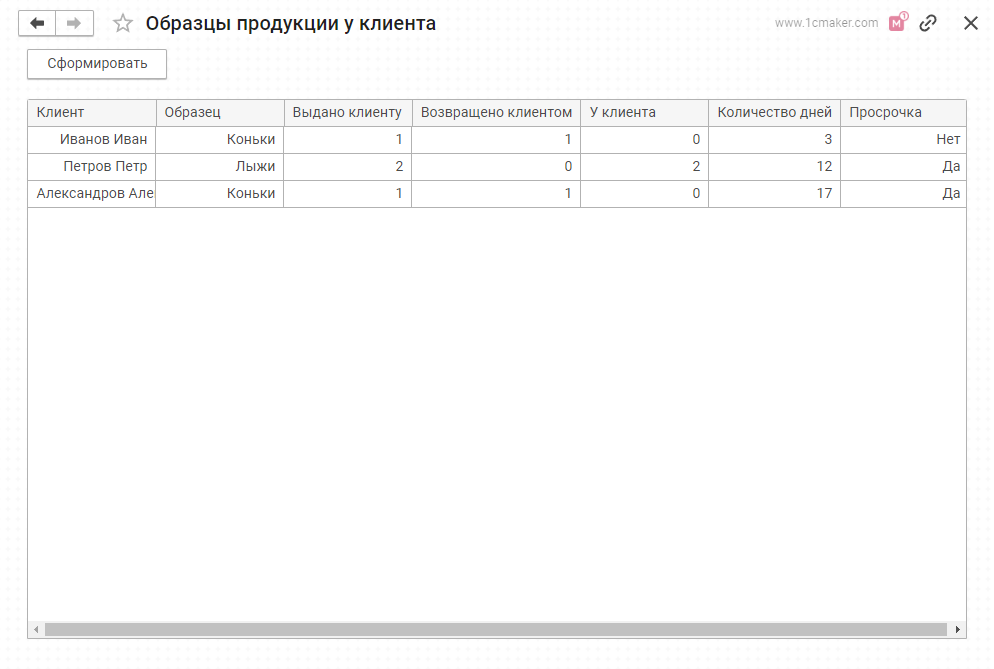 Образцы продукции у клиента www.1cmaker.com M 1
Сформировать
Клиент Образец Выдано клиенту Возвращено клиентом У клиента Количество дней Просрочка
Иванов Иван Коньки 1 1 0 3 Нет
Петров Петр Лыжи 2 0 2 12 Да
Александров Але Коньки 1 1 0 17 Да